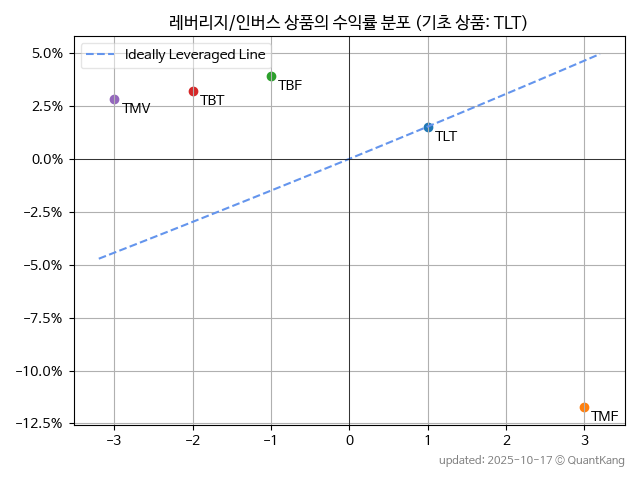 레버리지/인버스 상품의 수익률 분포 (기초 상품: TLT)
5.0%
2.5%
0.0%
−2.5%
−5.0%
−7.5%
−10.0%
−12.5%
Ideally Leveraged Line
TMV
TBT
TBF
TLT
TMF
−3
−2
−1
0
1
2
3
updated: 2025-10-17 © QuantKang